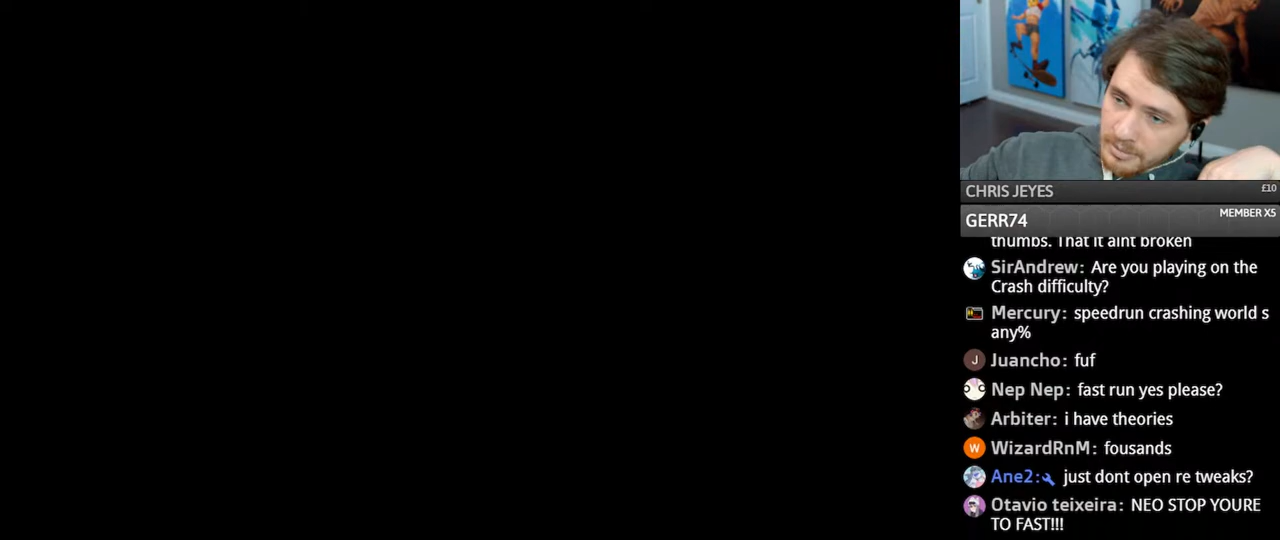 CHRIS JEYES £10
GERR74 MEMBER X5
thumbs. That it aint broken
SirAndrew: Are you playing on the
Crash difficulty?
Mercury: speedrun crashing world s
any%
Juancho: fuf
Nep Nep: fast run yes please?
Arbiter: i have theories
WizardRnM: fousands
Ane2: just dont open re tweaks?
Otavio teixeira: NEO STOP YOURE
TO FAST!!!